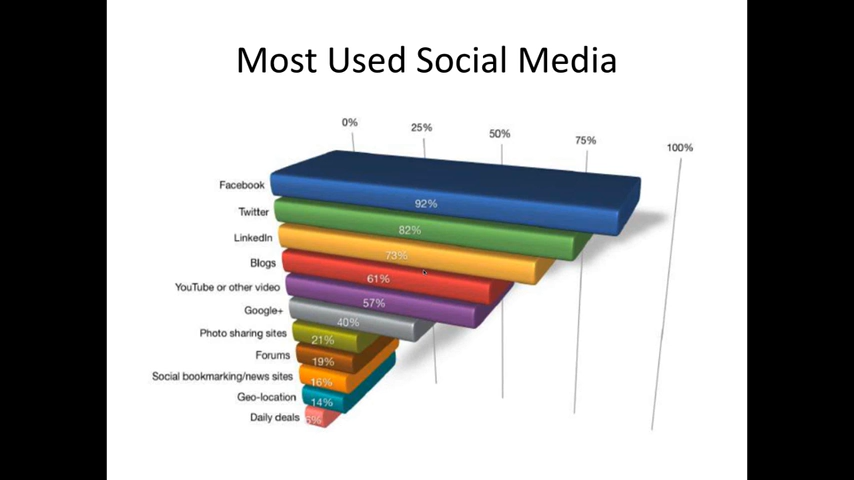 Most Used Social Media
0% 25% 50% 75% 100%
Facebook 92%
Twitter 82%
LinkedIn 73%
Blogs 61%
YouTube or other video 57%
Google+ 40%
Photo sharing sites 21%
Forums 19%
Social bookmarking/news sites 16%
Geo-location 14%
Daily deals 5%